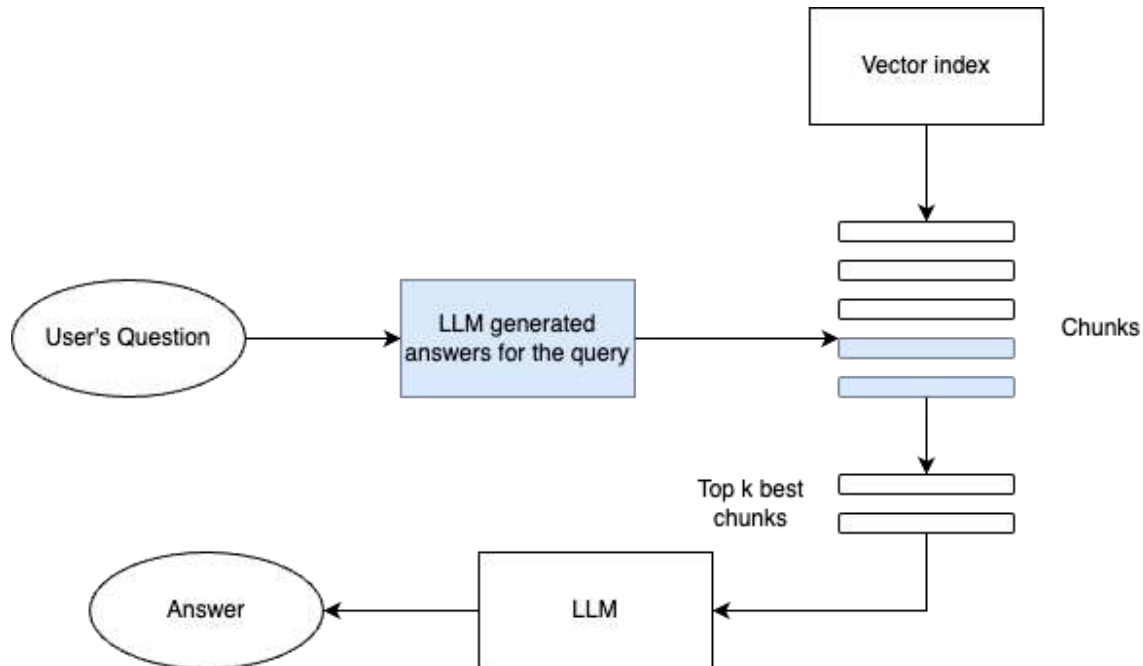 Vector index
User's Question
LLM generated
answers for the query
Chunks
Top k best
chunks
Answer
LLM